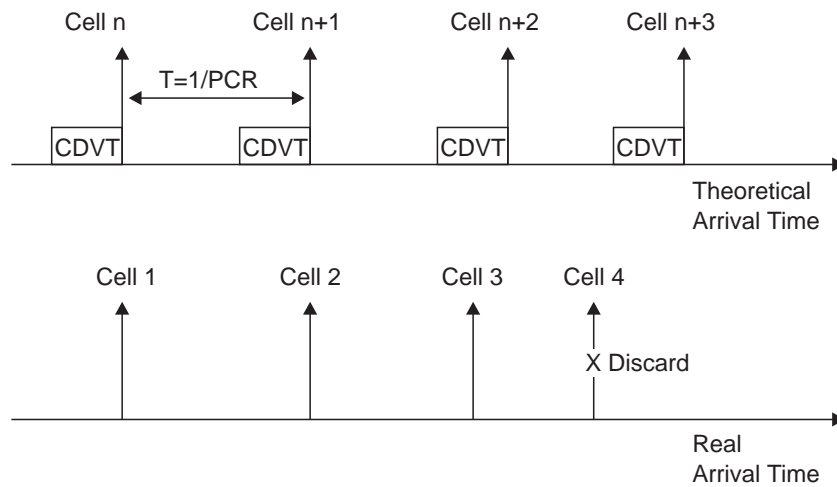 Cell n
Cell n+1
Cell n+2
Cell n+3
T=1/PCR
CDVT
CDVT
CDVT
CDVT
Theoretical
Arrival Time
Cell 1
Cell 2
Cell 3
Cell 4
X Discard
Real
Arrival Time